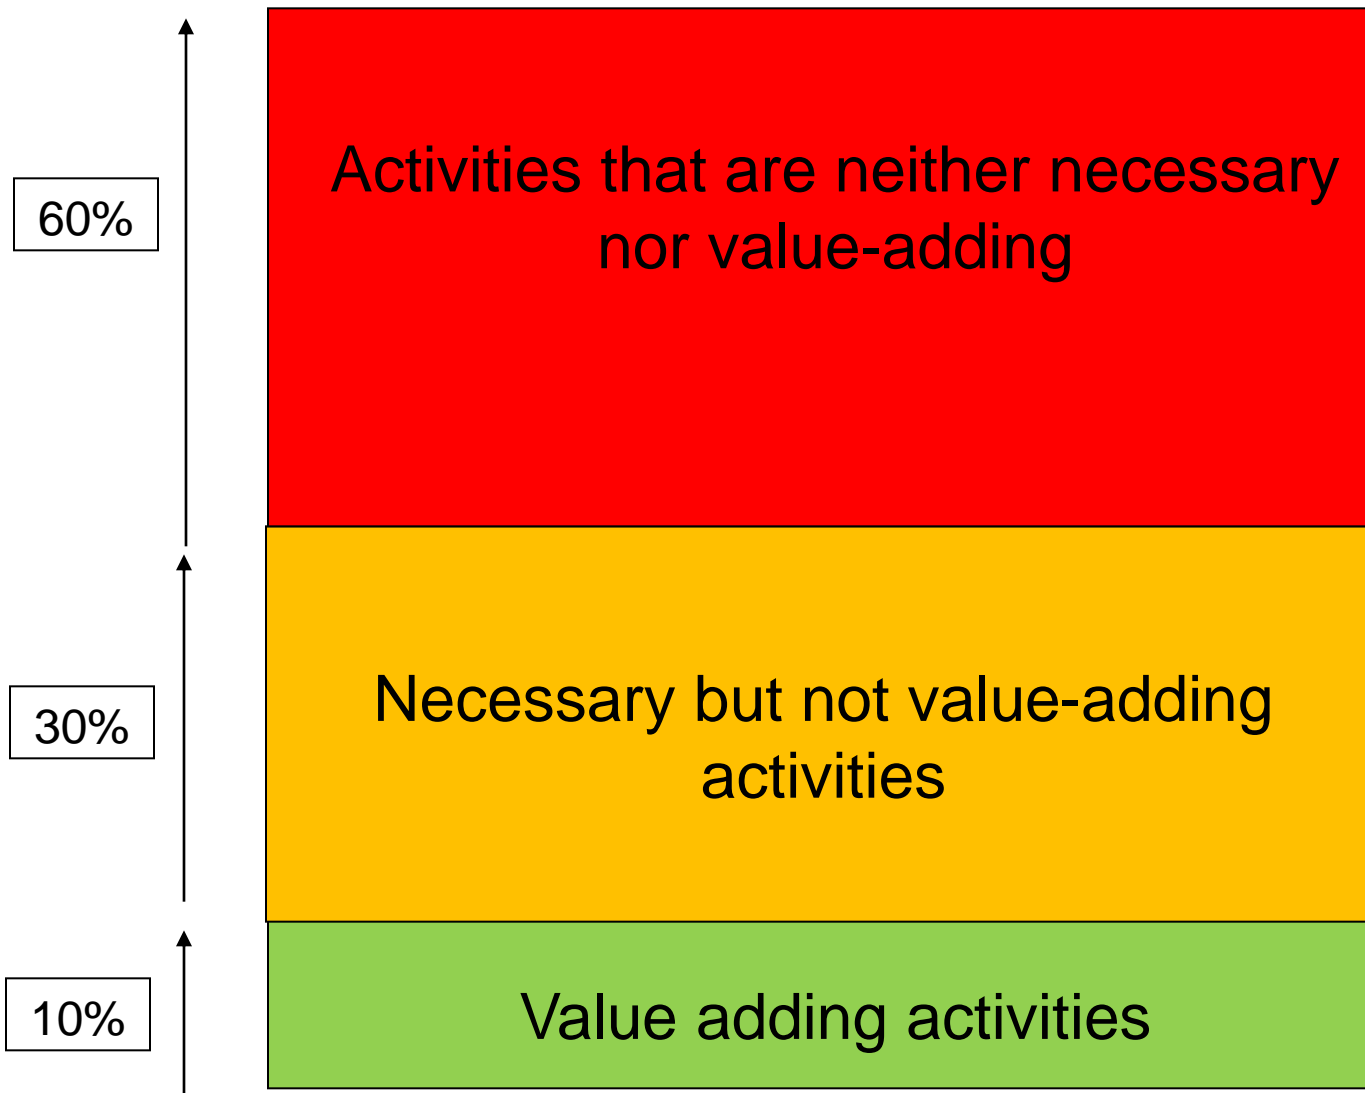 Activities that are neither necessary
nor value-adding
60%
Necessary but not value-adding
activities
30%
Value adding activities
10%